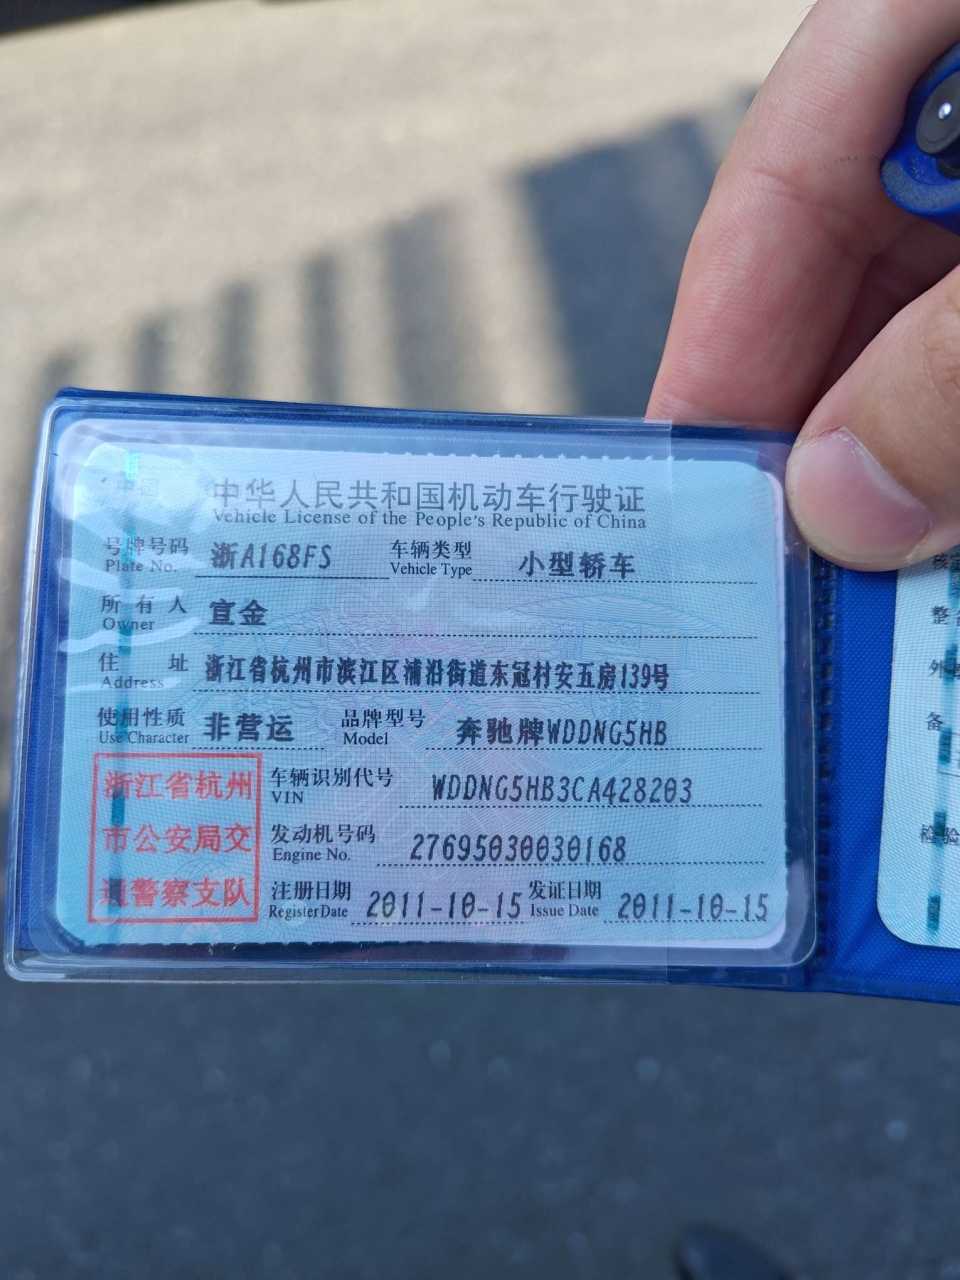 中华人民共和国机动车行驶证
Vehicle License of the People's Republic of China
号牌号码 浙A168FS 车辆类型 小型轿车
Plate No. Vehicle Type
所有人 宣金
Owner
住址 浙江省杭州市滨江区浦沿街道东冠村安五房139号
Address
使用性质 非营运 品牌型号 奔驰牌WDDNG5HB
Use Character Model
浙江省杭州
市公安局交
通警察支队
车辆识别代号 WDDNG5HB3CA428203
VIN
发动机号码 27695030030168
Engine No.
注册日期 2011-10-15 发证日期 2011-10-15
Register Date Issue Date
核
整
外
备
检验